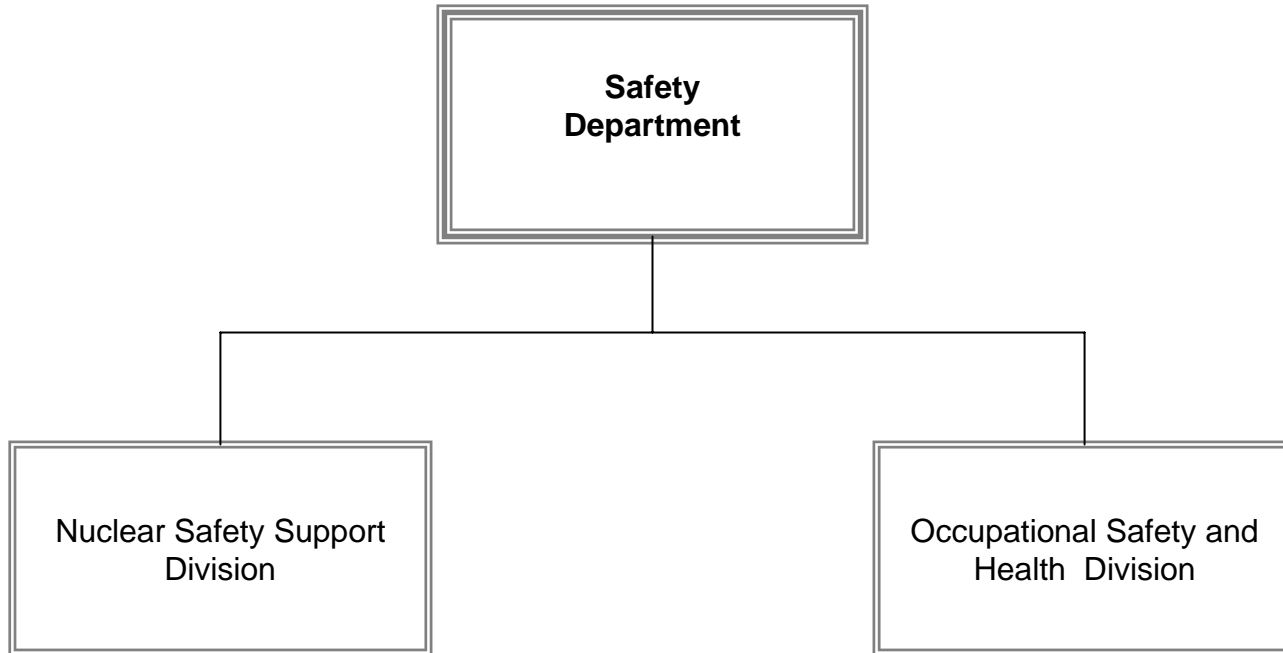 Safety
Department
Nuclear Safety Support
Division
Occupational Safety and
Health  Division